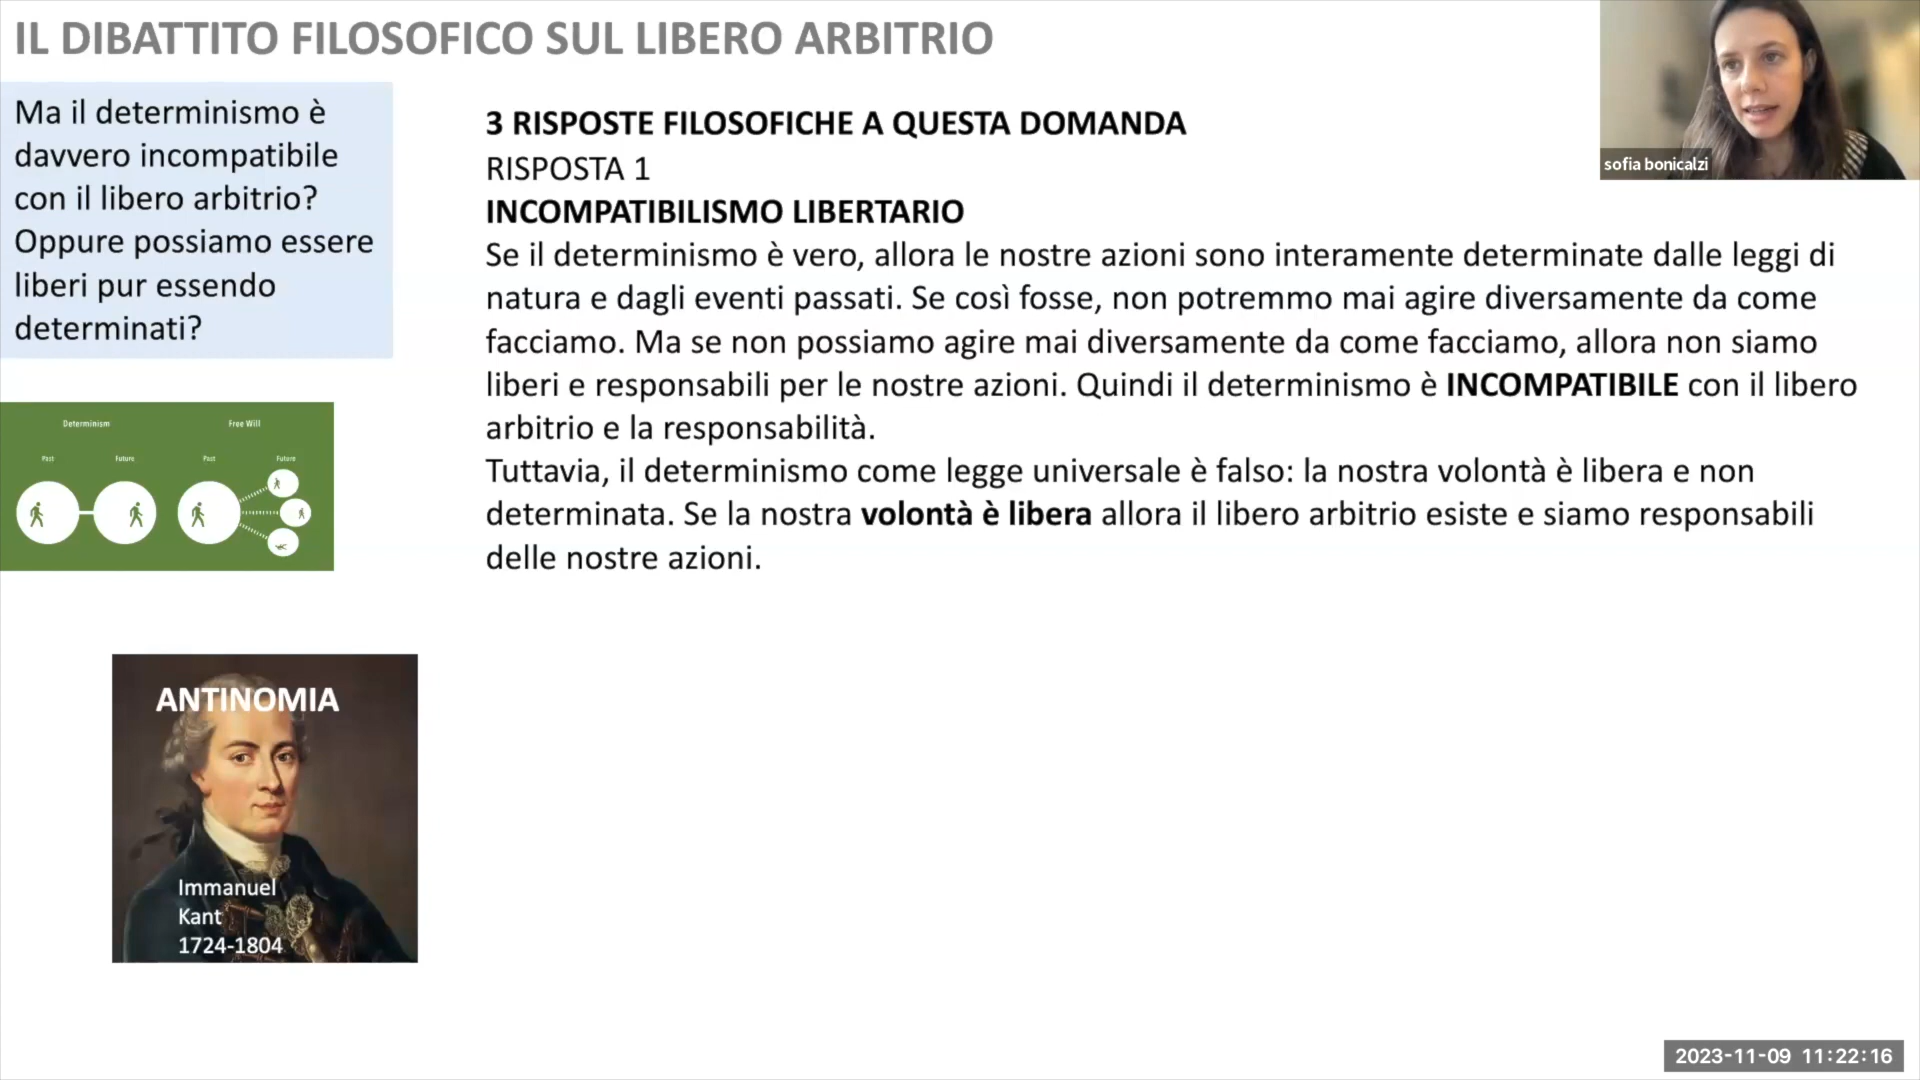 IL DIBATTITO FILOSOFICO SUL LIBERO ARBITRIO
Ma il determinismo è
davvero incompatibile
con il libero arbitrio?
Oppure possiamo essere
liberi pur essendo
determinati?
3 RISPOSTE FILOSOFICHE A QUESTA DOMANDA
RISPOSTA 1
INCOMPATIBILISMO LIBERTARIO
Se il determinismo è vero, allora le nostre azioni sono interamente determinate dalle leggi di
natura e dagli eventi passati. Se così fosse, non potremmo mai agire diversamente da come
facciamo. Ma se non possiamo agire mai diversamente da come facciamo, allora non siamo
liberi e responsabili per le nostre azioni. Quindi il determinismo è INCOMPATIBILE con il libero
arbitrio e la responsabilità.
Tuttavia, il determinismo come legge universale è falso: la nostra volontà è libera e non
determinata. Se la nostra volontà è libera allora il libero arbitrio esiste e siamo responsabili
delle nostre azioni.
sofia bonicalzi
Determinism Free Will
Past Future Past Future
ANTINOMIA
Immanuel
Kant
1724-1804
2023-11-09 11:22:16